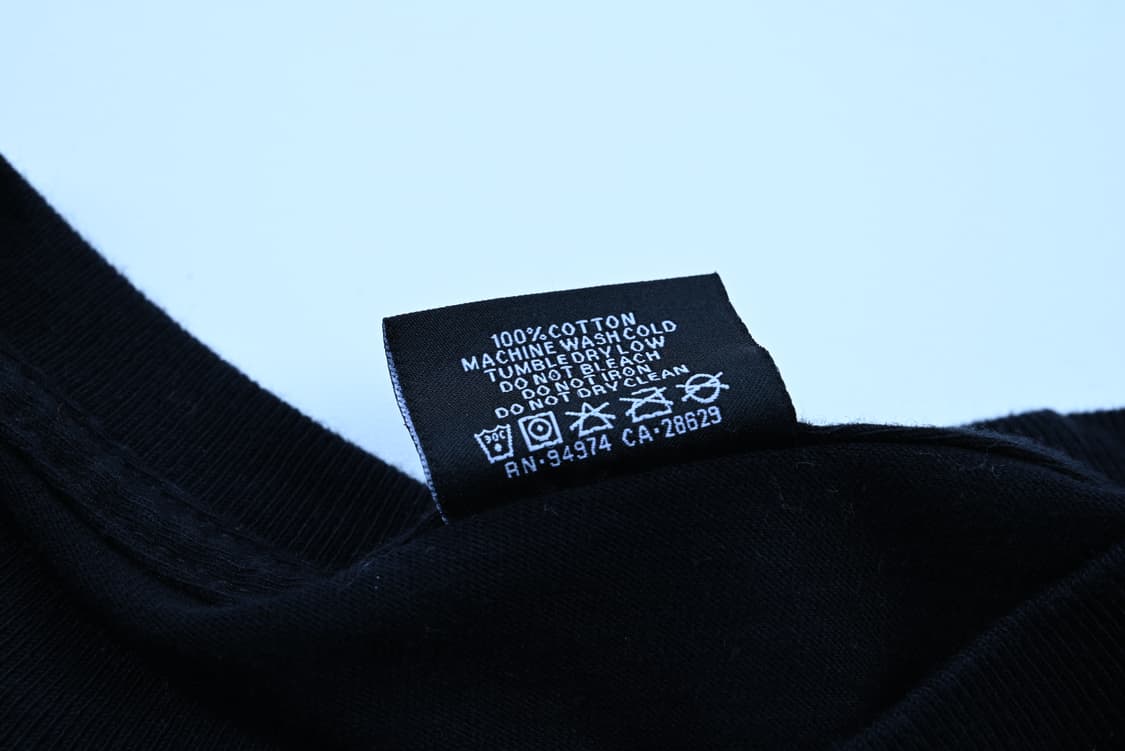 100% COTTON
MACHINE WASH COLD
TUMBLE DRY LOW
DO NOT BLEACH
DO NOT IRON
DO NOT DRY CLEAN
30C
RN·94974 CA·28629